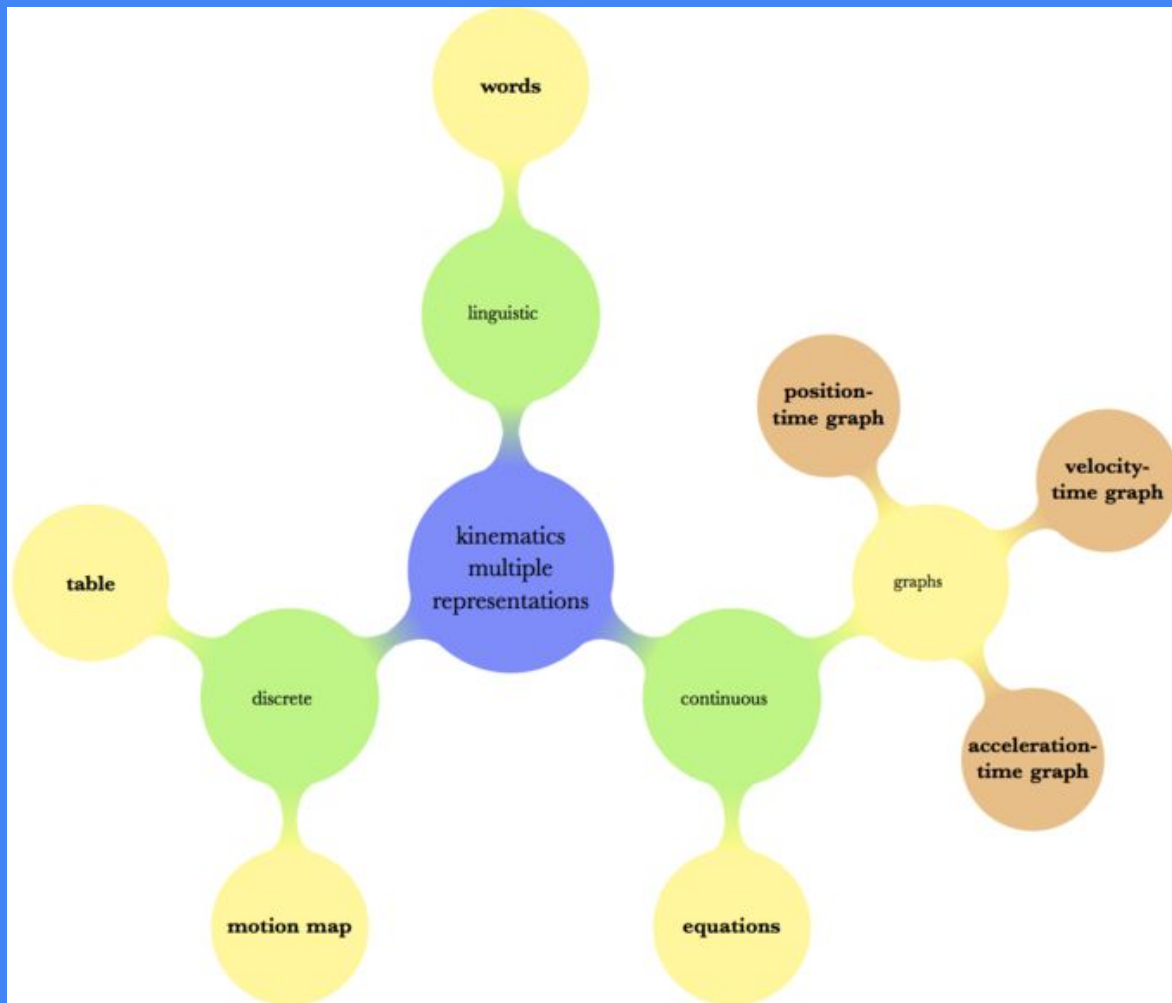 words
linguistic
position-
time graph
velocity-
time graph
kinematics
multiple
representations
table
graphs
discrete
continuous
acceleration-
time graph
motion map
equations